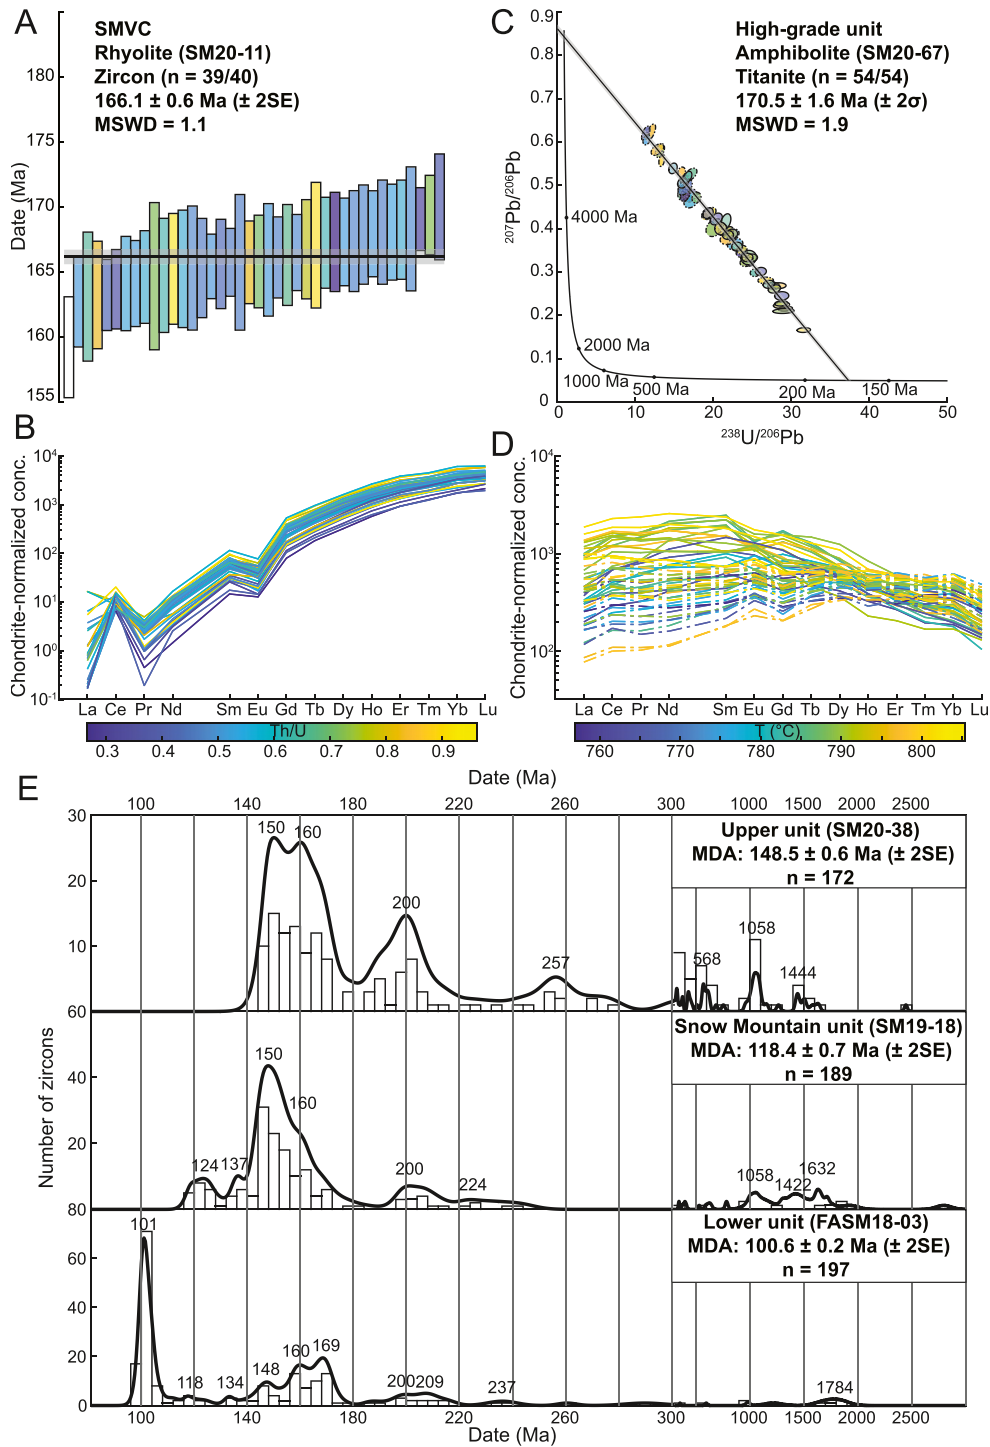 A
SMVC
Rhyolite (SM20-11)
Zircon (n = 39/40)
166.1 ± 0.6 Ma (± 2SE)
MSWD = 1.1
Date (Ma)
180
175
170
165
160
155
C
High-grade unit
Amphibolite (SM20-67)
Titanite (n = 54/54)
170.5 ± 1.6 Ma (± 2σ)
MSWD = 1.9
²⁰⁷Pb/²⁰⁶Pb
0.9
0.8
0.7
0.6
0.5
0.4
0.3
0.2
0.1
0
4000 Ma
2000 Ma
1000 Ma
500 Ma
200 Ma
150 Ma
0 10 20 30 40 50
²³⁸U/²⁰⁶Pb
B
Chondrite-normalized conc.
10⁴
10³
10²
10¹
10⁰
10⁻¹
La Ce Pr Nd Sm Eu Gd Tb Dy Ho Er Tm Yb Lu
Th/U
0.3 0.4 0.5 0.6 0.7 0.8 0.9
D
Chondrite-normalized conc.
10⁴
10³
10²
La Ce Pr Nd Sm Eu Gd Tb Dy Ho Er Tm Yb Lu
T (°C)
760 770 780 790 800
E
Date (Ma)
100 140 180 220 260 300 1000 1500 2000 2500
Number of zircons
30
20
10
60
Upper unit (SM20-38)
MDA: 148.5 ± 0.6 Ma (± 2SE)
n = 172
150 160 200 257 568 1058 1444
40
20
80
Snow Mountain unit (SM19-18)
MDA: 118.4 ± 0.7 Ma (± 2SE)
n = 189
124 137 150 160 200 224 1058 1422 1632
60
40
20
0
Lower unit (FASM18-03)
MDA: 100.6 ± 0.2 Ma (± 2SE)
n = 197
101 118 134 148 160 169 200 209 237 1784
100 140 180 220 260 300 1000 1500 2000 2500
Date (Ma)